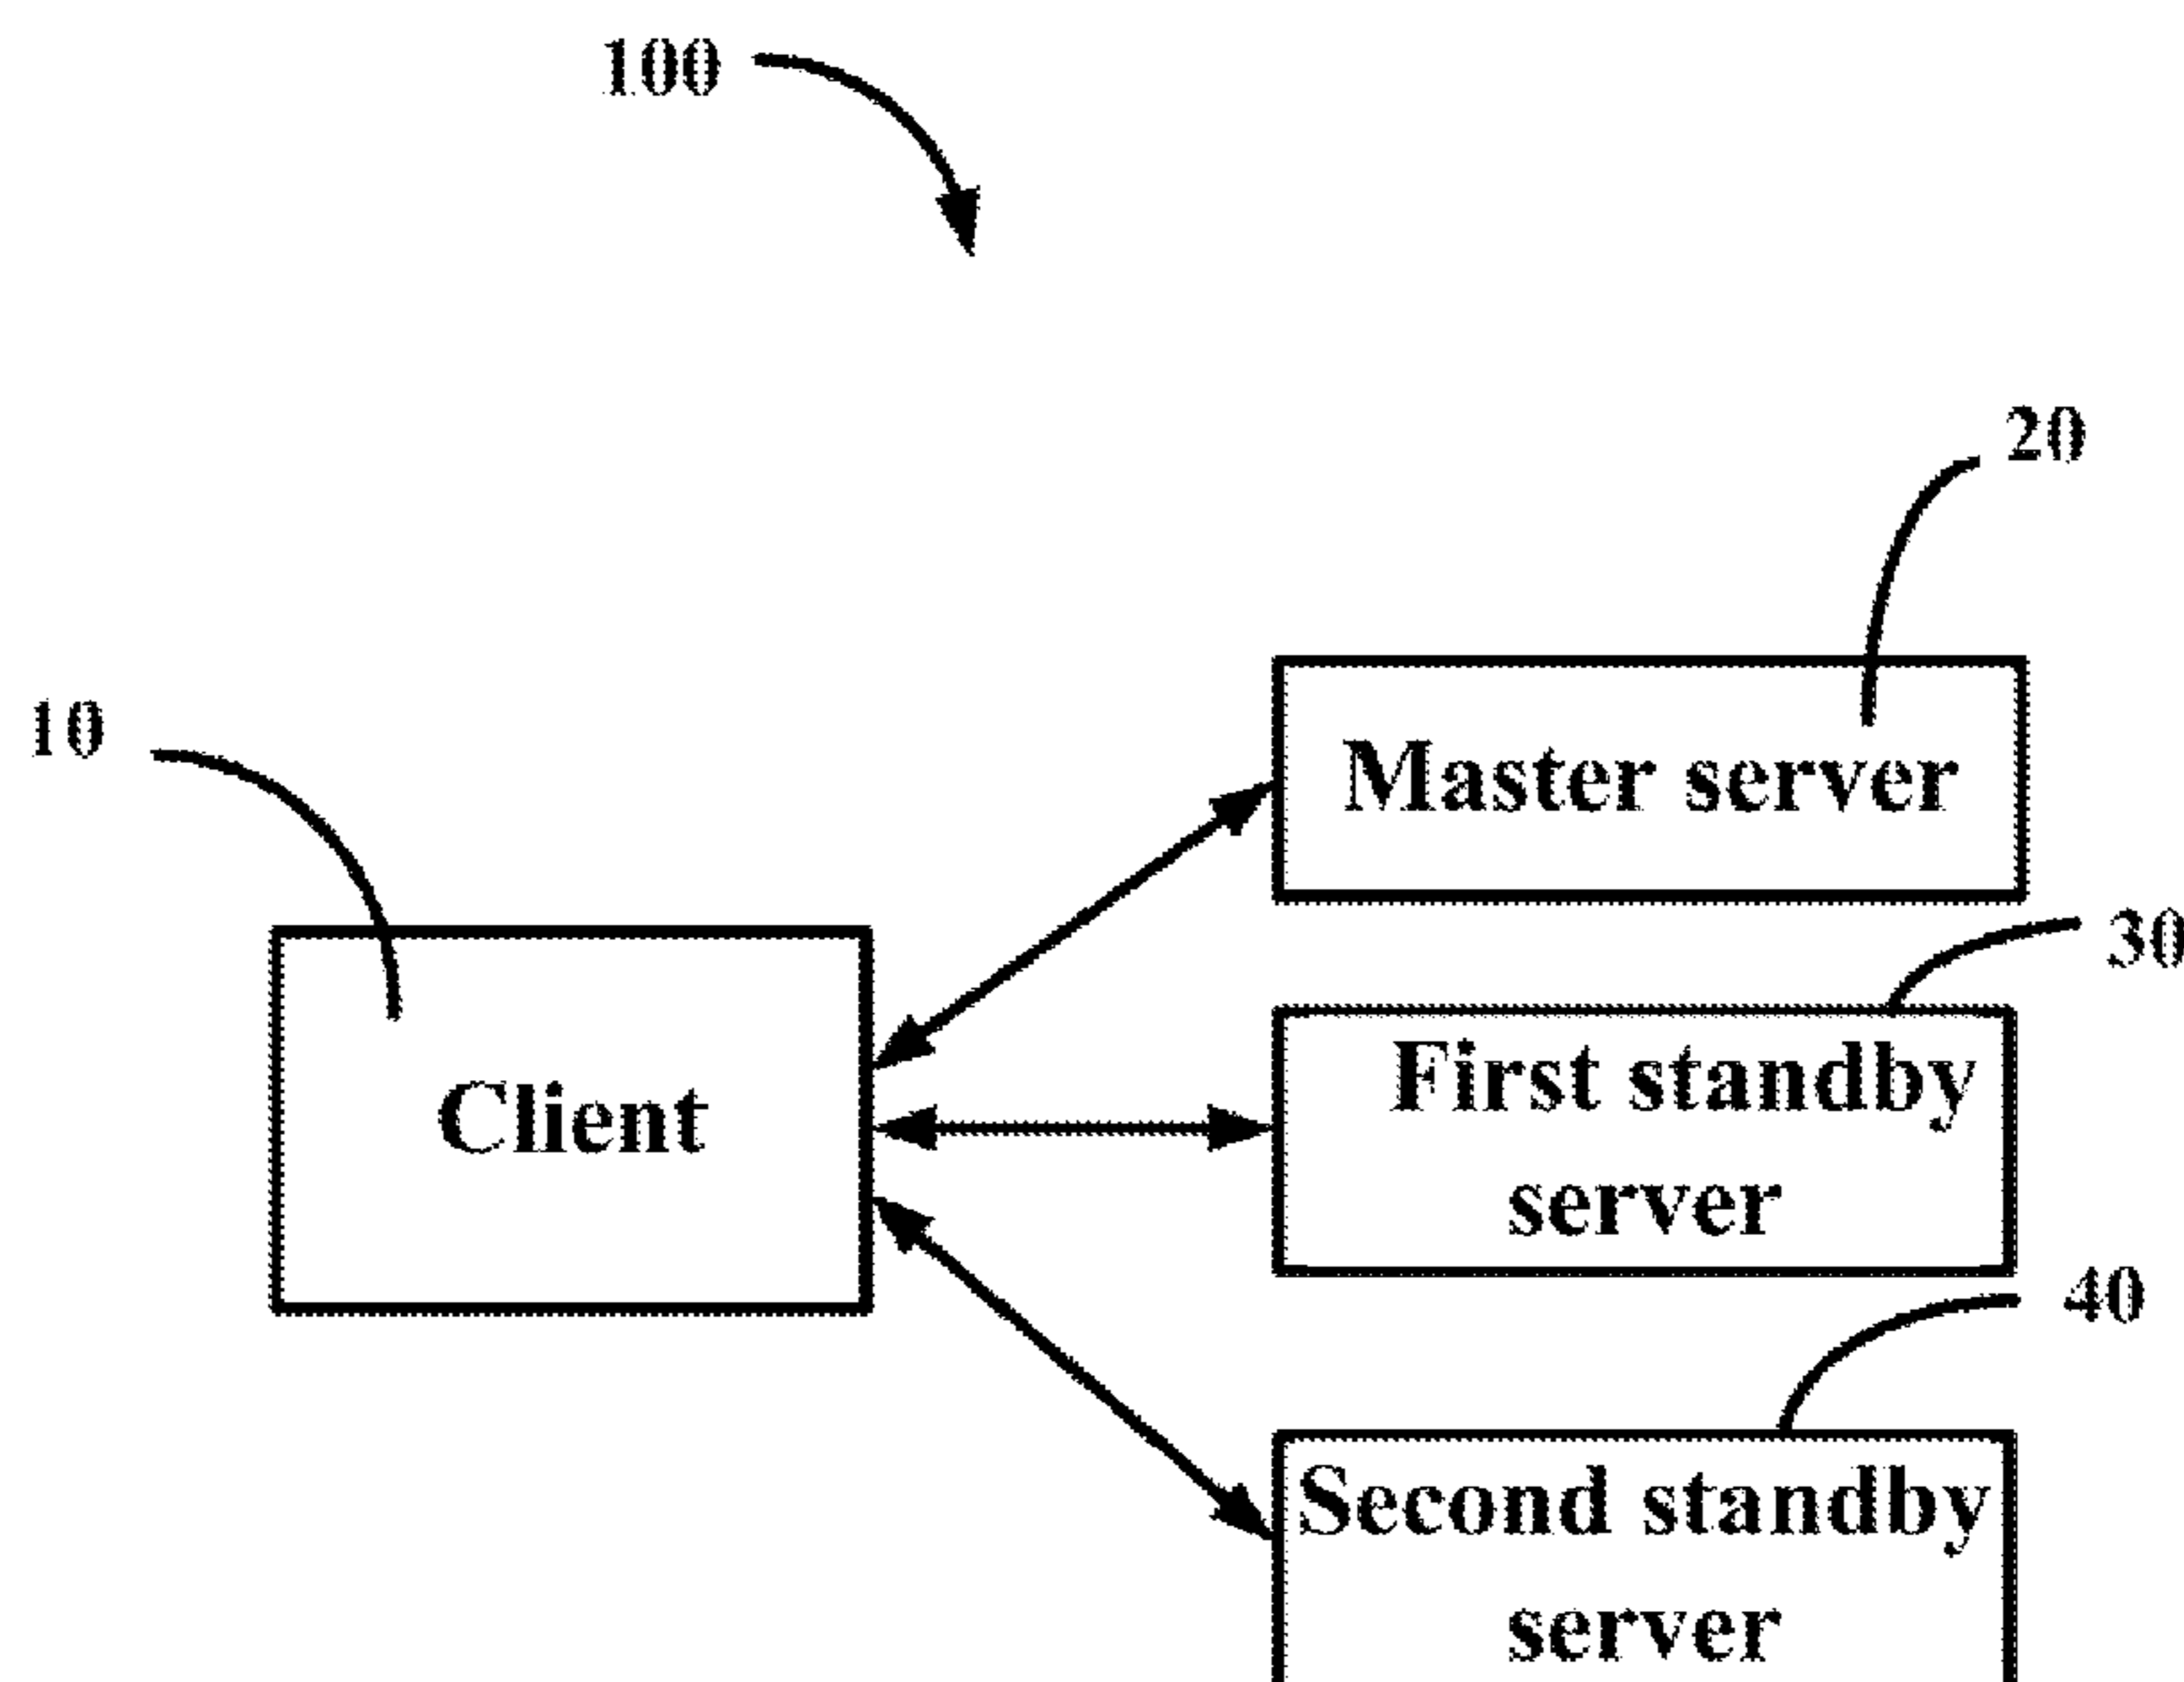 100
20
10
Master server
30
First standby
Client
server
40
Second standby
server